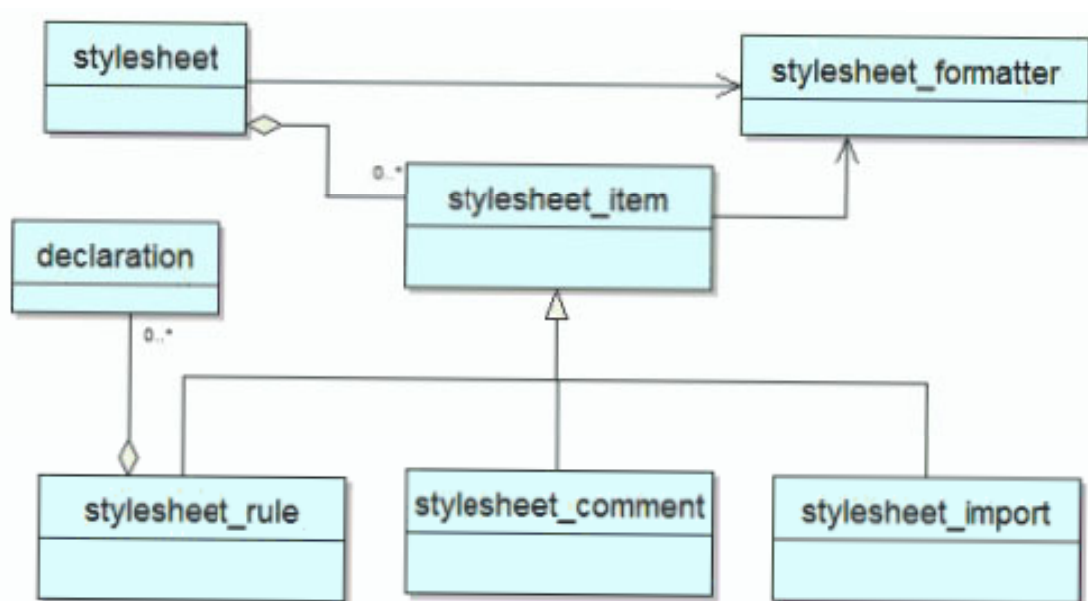 stylesheet
stylesheet_formatter
0..*
stylesheet_item
declaration
0..*
stylesheet_rule
stylesheet_comment
stylesheet_import